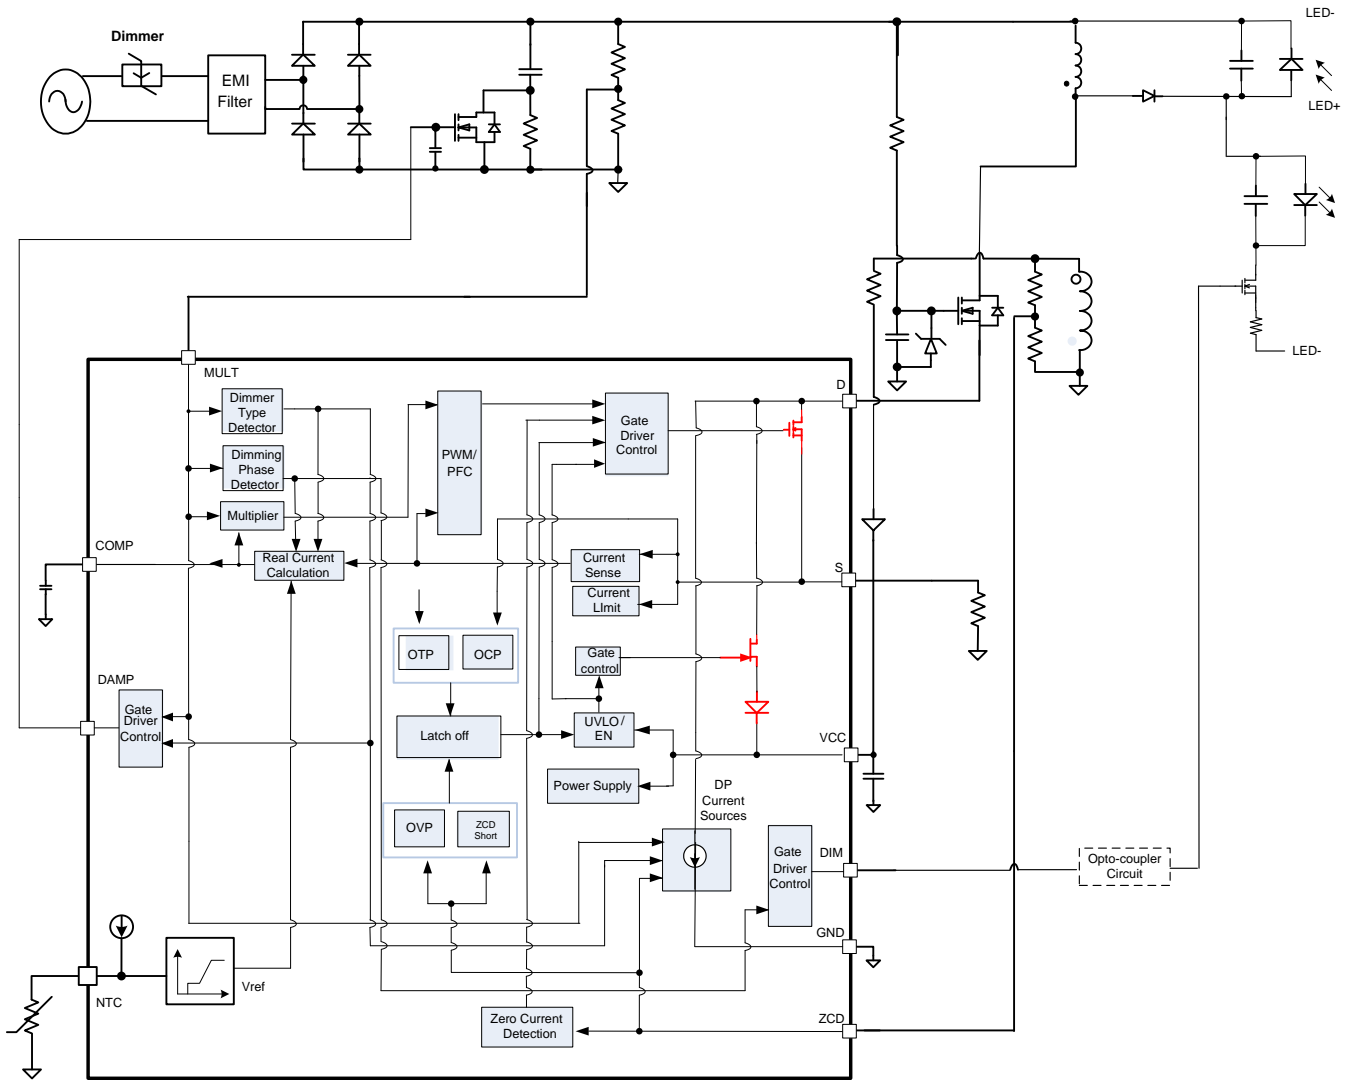 LED-
Dimmer
EMI
Filter
LED+
LED-
MULT
D
Dimmer
Type
Detector
Gate
Driver
Control
PWM/
PFC
Dimming
Phase
Detector
Multiplier
COMP
Real Current
Calculation
Current
Sense
S
Current
LImit
OTP
OCP
Gate
control
DAMP
Gate
Driver
Control
Latch off
UVLO /
EN
VCC
Power Supply
DP
Current
Sources
OVP
ZCD
Short
Gate
Driver
Control
DIM
Opto-coupler
Circuit
GND
Vref
NTC
Zero Current
Detection
ZCD